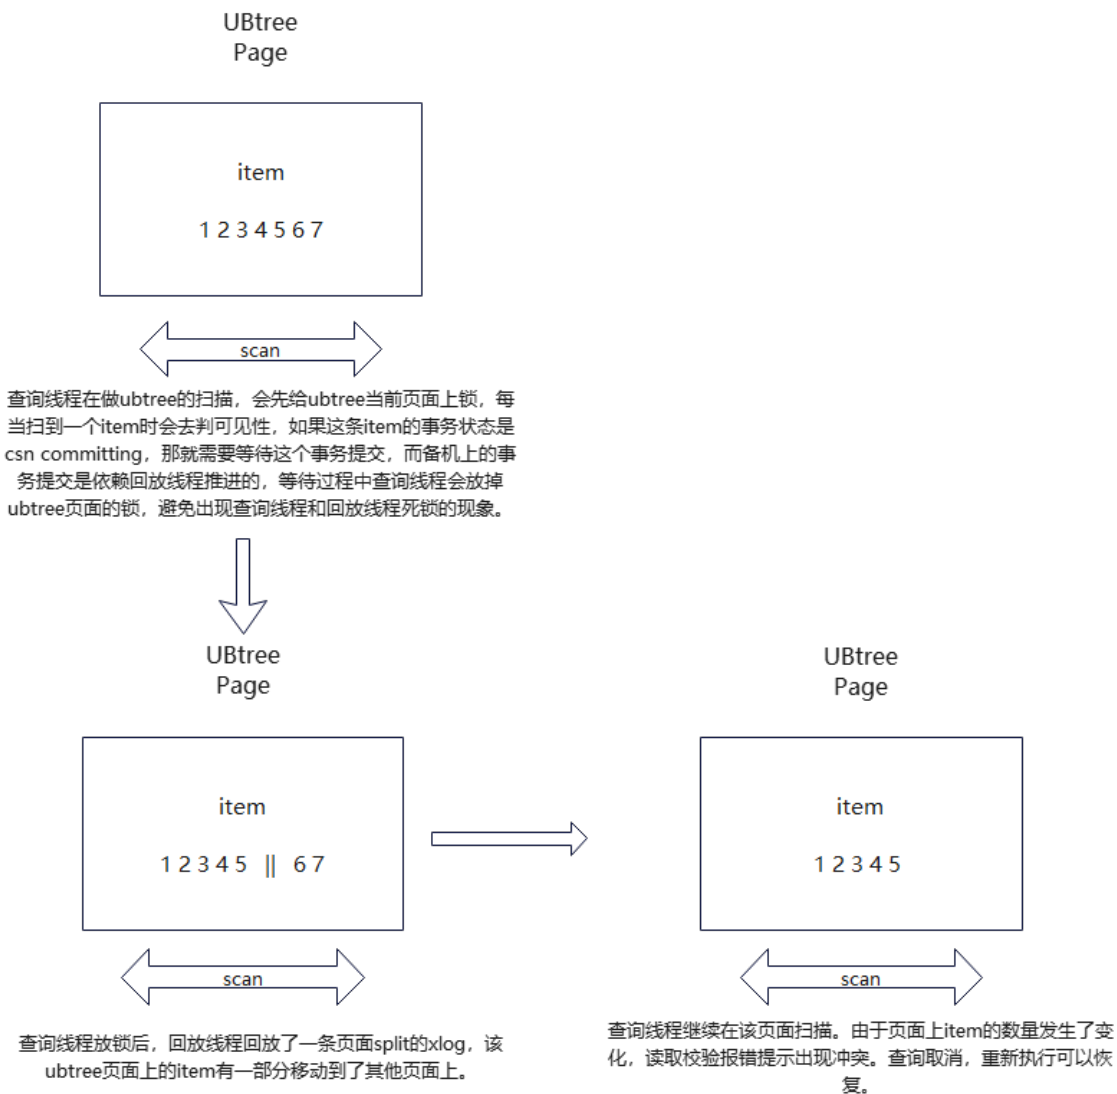 UBtree
Page
item
1 2 3 4 5 6 7
scan
查询线程在做ubtree的扫描，会先给ubtree当前页面上锁，每
当扫到一个item时会去判可见性，如果这条item的事务状态是
csn committing，那就需要等待这个事务提交，而备机上的事
务提交是依赖回放线程推进的，等待过程中查询线程会放掉
ubtree页面的锁，避免出现查询线程和回放线程死锁的现象。
UBtree
Page
item
1 2 3 4 5 || 6 7
scan
查询线程放锁后，回放线程回放了一条页面split的xlog，该
ubtree页面上的item有一部分移动到了其他页面上。
UBtree
Page
item
1 2 3 4 5
scan
查询线程继续在该页面扫描。由于页面上item的数量发生了变
化，读取校验报错提示出现冲突。查询取消，重新执行可以恢
复。